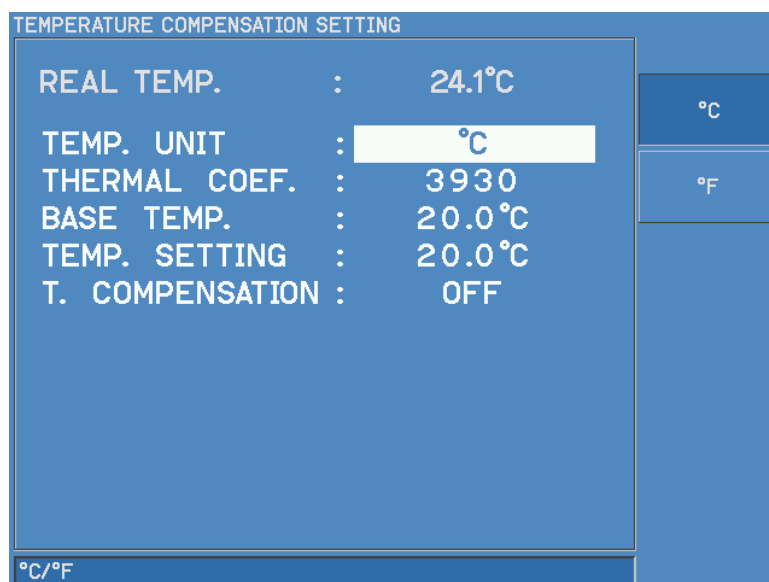 TEMPERATURE COMPENSATION SETTING
REAL TEMP. : 24.1°C
TEMP. UNIT : °C
THERMAL COEF. : 3930
BASE TEMP. : 20.0°C
TEMP. SETTING : 20.0°C
T. COMPENSATION : OFF
°C
°F
°C/°F